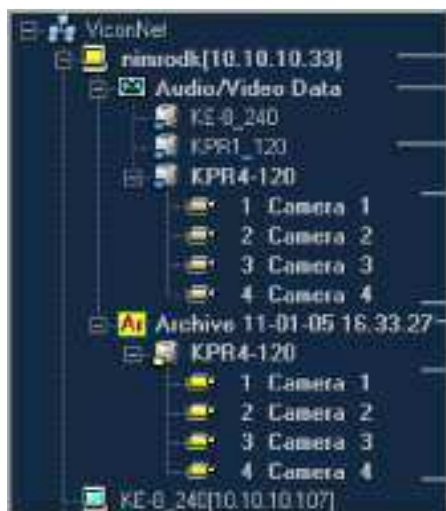 ViconNet
nimrodk[10.10.10.33]
Audio/Video Data
KE-8_240
KPR1_120
KPR4-120
1 Camera 1
2 Camera 2
3 Camera 3
4 Camera 4
Ar Archive 11-01-05 16.33.27
KPR4-120
1 Camera 1
2 Camera 2
3 Camera 3
4 Camera 4
KE-8_240[10.10.10.107]